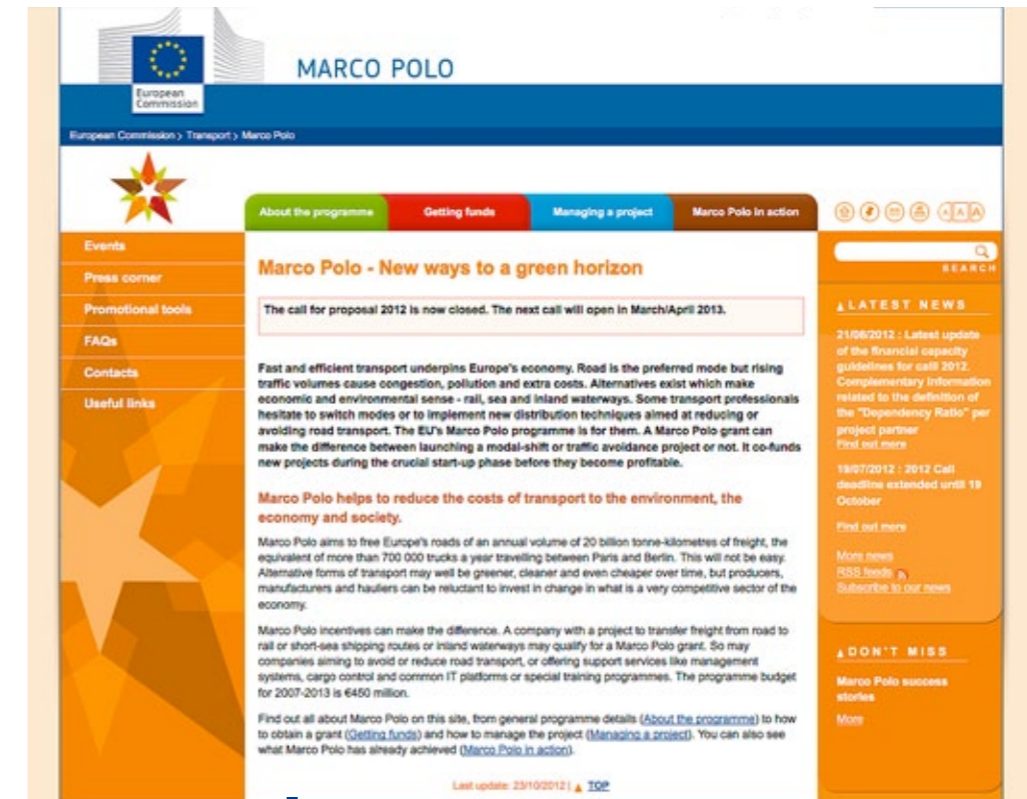 MARCO POLO
European
Commission
European Commission > Transport > Marco Polo
About the programme
Getting funds
Managing a project
Marco Polo in action
A A A
Events
Press corner
Promotional tools
FAQs
Contacts
Useful links
Marco Polo - New ways to a green horizon
The call for proposal 2012 is now closed. The next call will open in March/April 2013.
Fast and efficient transport underpins Europe's economy. Road is the preferred mode but rising
traffic volumes cause congestion, pollution and extra costs. Alternatives exist which make
economic and environmental sense - rail, sea and inland waterways. Some transport professionals
hesitate to switch modes or to implement new distribution techniques aimed at reducing or
avoiding road transport. The EU's Marco Polo programme is for them. A Marco Polo grant can
make the difference between launching a modal-shift or traffic avoidance project or not. It co-funds
new projects during the crucial start-up phase before they become profitable.
Marco Polo helps to reduce the costs of transport to the environment, the
economy and society.
Marco Polo aims to free Europe's roads of an annual volume of 20 billion tonne-kilometres of freight, the
equivalent of more than 700 000 trucks a year travelling between Paris and Berlin. This will not be easy.
Alternative forms of transport may well be greener, cleaner and even cheaper over time, but producers,
manufacturers and hauliers can be reluctant to invest in change in what is a very competitive sector of the
economy.
Marco Polo incentives can make the difference. A company with a project to transfer freight from road to
rail or short-sea shipping routes or inland waterways may qualify for a Marco Polo grant. So may
companies aiming to avoid or reduce road transport, or offering support services like management
systems, cargo control and common IT platforms or special training programmes. The programme budget
for 2007-2013 is €450 million.
Find out all about Marco Polo on this site, from general programme details (About the programme) to how
to obtain a grant (Getting funds) and how to manage the project (Managing a project). You can also see
what Marco Polo has already achieved (Marco Polo in action).
Last update: 23/10/2012 | ▲ TOP
SEARCH
LATEST NEWS
21/08/2012 : Latest update
of the financial capacity
guidelines for calll 2012.
Complementary information
related to the definition of
the "Dependency Ratio" per
project partner
Find out more
19/07/2012 : 2012 Call
deadline extended until 19
October
Find out more
More news
RSS feeds
Subscribe to our news
DON'T MISS
Marco Polo success
stories
More